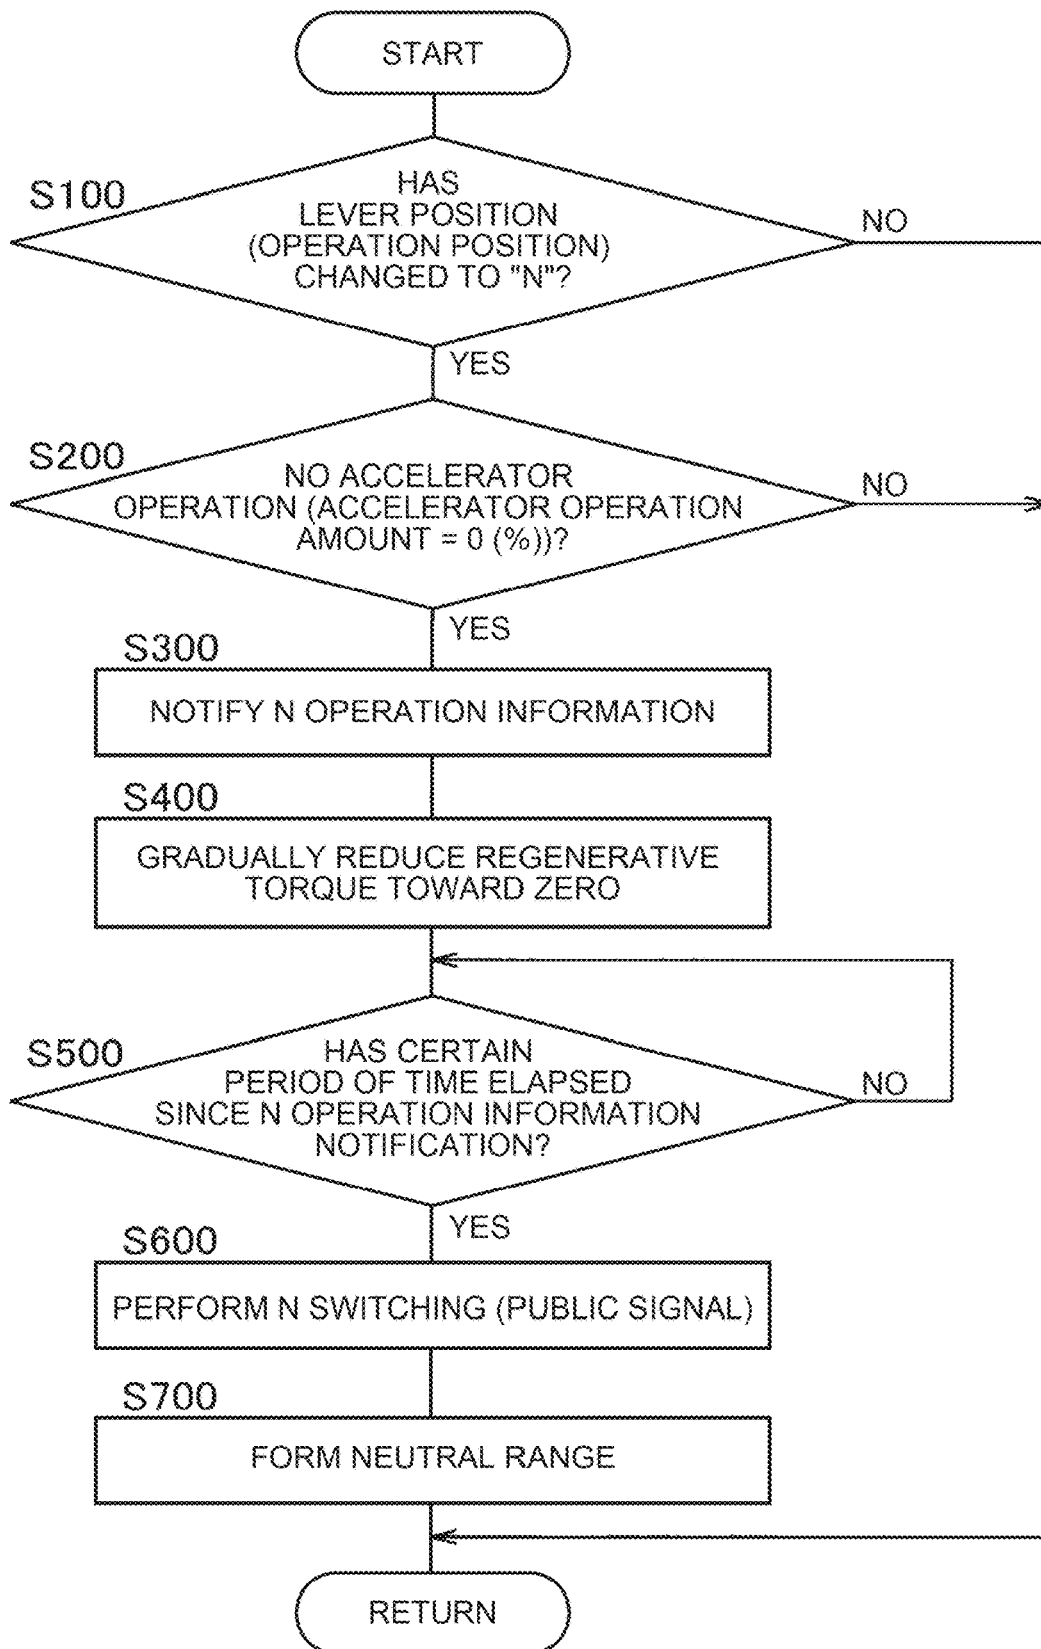 START
S100
HAS
LEVER POSITION
(OPERATION POSITION)
CHANGED TO "N"?
NO
YES
S200
NO ACCELERATOR
OPERATION (ACCELERATOR OPERATION
AMOUNT = 0 (%))?
NO
YES
S300
NOTIFY N OPERATION INFORMATION
S400
GRADUALLY REDUCE REGENERATIVE
TORQUE TOWARD ZERO
S500
HAS CERTAIN
PERIOD OF TIME ELAPSED
SINCE N OPERATION INFORMATION
NOTIFICATION?
NO
YES
S600
PERFORM N SWITCHING (PUBLIC SIGNAL)
S700
FORM NEUTRAL RANGE
RETURN